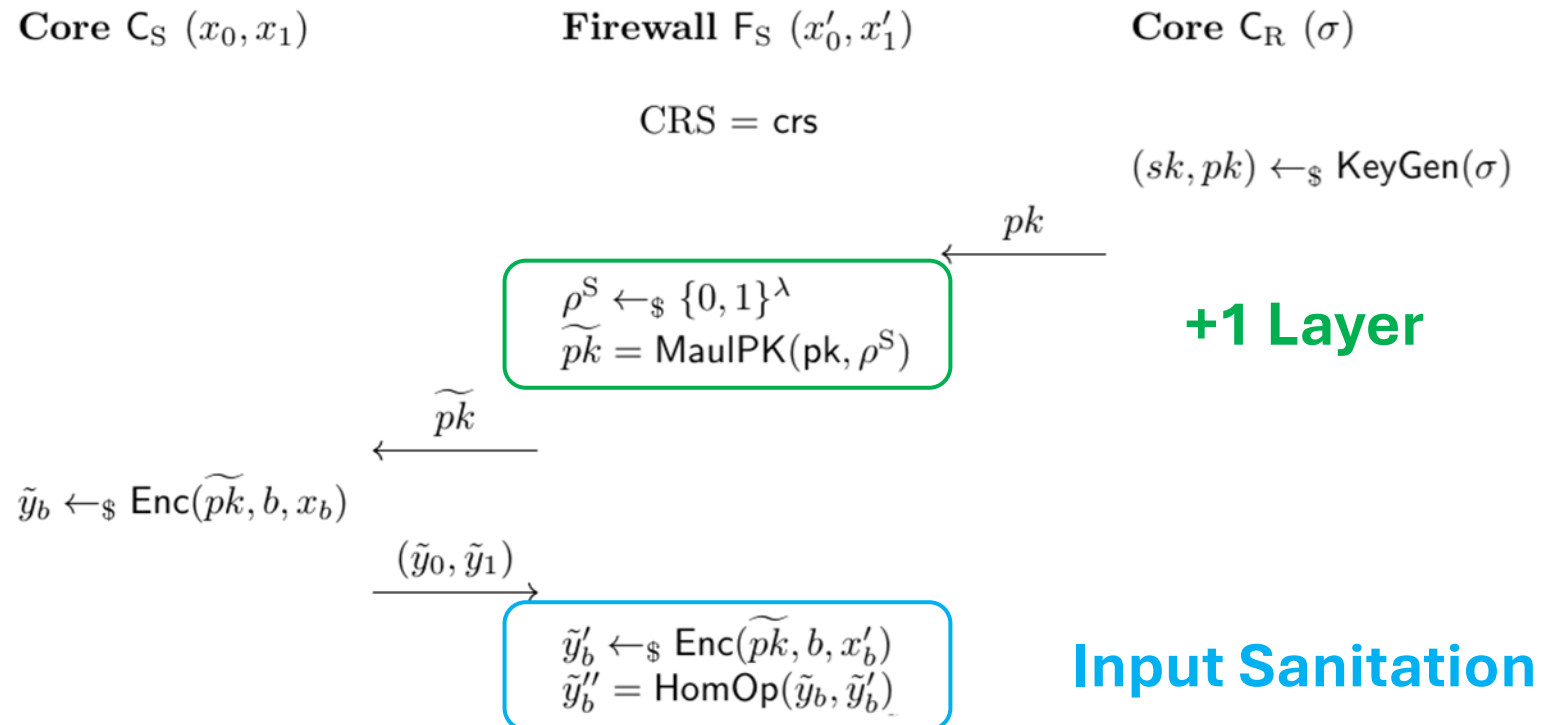 Core C_S (x_0, x_1)
Firewall F_S (x'_0, x'_1)
Core C_R (σ)
CRS = crs
(sk, pk) ←_$ KeyGen(σ)
pk
ρ^S ←_$ {0, 1}^λ
p͠k = MaulPK(pk, ρ^S)
+1 Layer
p͠k
ỹ_b ←_$ Enc(p͠k, b, x_b)
(ỹ_0, ỹ_1)
ỹ'_b ←_$ Enc(p͠k, b, x'_b)
ỹ''_b = HomOp(ỹ_b, ỹ'_b)
Input Sanitation